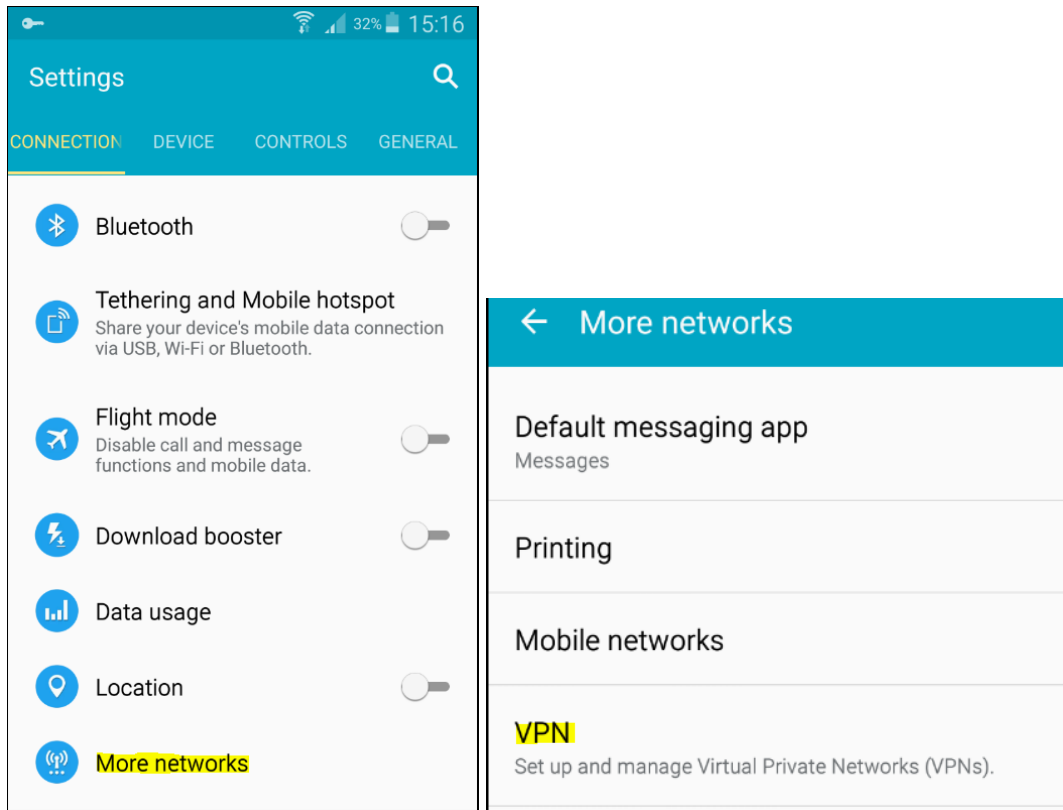 32% 15:16
Settings
CONNECTION DEVICE CONTROLS GENERAL
Bluetooth
Tethering and Mobile hotspot
Share your device's mobile data connection
via USB, Wi-Fi or Bluetooth.
Flight mode
Disable call and message
functions and mobile data.
Download booster
Data usage
Location
More networks
More networks
Default messaging app
Messages
Printing
Mobile networks
VPN
Set up and manage Virtual Private Networks (VPNs).